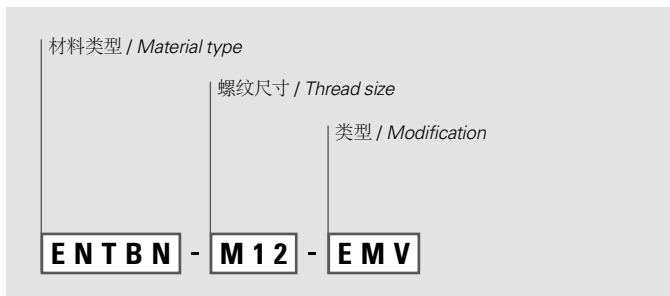 材料类型 / Material type
螺纹尺寸 / Thread size
类型 / Modification
ENTBN - M12 - EMV